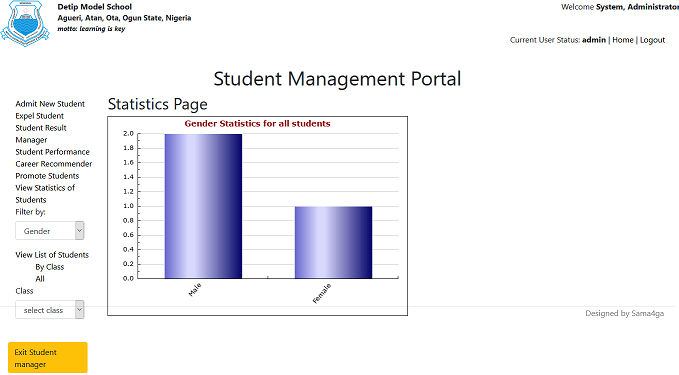 Detip Model School
Agueri, Atan, Ota, Ogun State, Nigeria
motto: learning is key
Welcome System, Administrator
Current User Status: admin | Home | Logout
Student Management Portal
Admit New Student
Expel Student
Student Result
Manager
Student Performance
Career Recommender
Promote Students
View Statistics of
Students
Filter by:
Gender
View List of Students
By Class
All
Class
select class
Exit Student
manager
Statistics Page
Gender Statistics for all students
2.0
1.8
1.6
1.4
1.2
1.0
0.8
0.6
0.4
0.2
0.0
Male
Female
Designed by Sama4ga